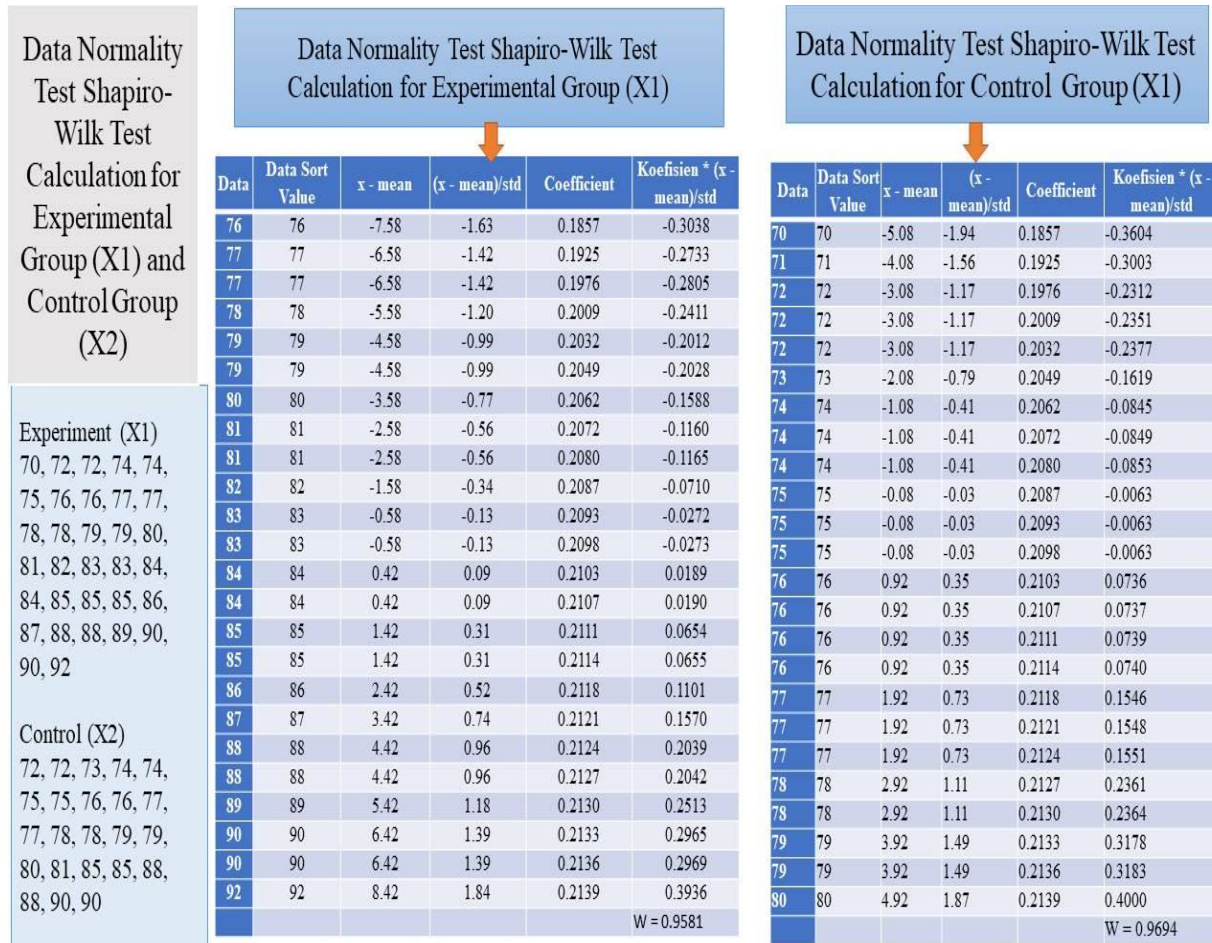 Data Normality
Test Shapiro-
Wilk Test
Calculation for
Experimental
Group (X1) and
Control Group
(X2)
Experiment (X1)
70, 72, 72, 74, 74,
75, 76, 76, 77, 77,
78, 78, 79, 79, 80,
81, 82, 83, 83, 84,
84, 85, 85, 85, 86,
87, 88, 88, 89, 90,
90, 92
Control (X2)
72, 72, 73, 74, 74,
75, 75, 76, 76, 77,
77, 78, 78, 79, 79,
80, 81, 85, 85, 88,
88, 90, 90
Data Normality Test Shapiro-Wilk Test
Calculation for Experimental Group (X1)
Data Data Sort Value x - mean (x - mean)/std Coefficient Koefisien * (x - mean)/std
76 76 -7.58 -1.63 0.1857 -0.3038
77 77 -6.58 -1.42 0.1925 -0.2733
77 77 -6.58 -1.42 0.1976 -0.2805
78 78 -5.58 -1.20 0.2009 -0.2411
79 79 -4.58 -0.99 0.2032 -0.2012
79 79 -4.58 -0.99 0.2049 -0.2028
80 80 -3.58 -0.77 0.2062 -0.1588
81 81 -2.58 -0.56 0.2072 -0.1160
81 81 -2.58 -0.56 0.2080 -0.1165
82 82 -1.58 -0.34 0.2087 -0.0710
83 83 -0.58 -0.13 0.2093 -0.0272
83 83 -0.58 -0.13 0.2098 -0.0273
84 84 0.42 0.09 0.2103 0.0189
84 84 0.42 0.09 0.2107 0.0190
85 85 1.42 0.31 0.2111 0.0654
85 85 1.42 0.31 0.2114 0.0655
86 86 2.42 0.52 0.2118 0.1101
87 87 3.42 0.74 0.2121 0.1570
88 88 4.42 0.96 0.2124 0.2039
88 88 4.42 0.96 0.2127 0.2042
89 89 5.42 1.18 0.2130 0.2513
90 90 6.42 1.39 0.2133 0.2965
90 90 6.42 1.39 0.2136 0.2969
92 92 8.42 1.84 0.2139 0.3936
W = 0.9581
Data Normality Test Shapiro-Wilk Test
Calculation for Control Group (X1)
Data Data Sort Value x - mean (x - mean)/std Coefficient Koefisien * (x - mean)/std
70 70 -5.08 -1.94 0.1857 -0.3604
71 71 -4.08 -1.56 0.1925 -0.3003
72 72 -3.08 -1.17 0.1976 -0.2312
72 72 -3.08 -1.17 0.2009 -0.2351
72 72 -3.08 -1.17 0.2032 -0.2377
73 73 -2.08 -0.79 0.2049 -0.1619
74 74 -1.08 -0.41 0.2062 -0.0845
74 74 -1.08 -0.41 0.2072 -0.0849
74 74 -1.08 -0.41 0.2080 -0.0853
75 75 -0.08 -0.03 0.2087 -0.0063
75 75 -0.08 -0.03 0.2093 -0.0063
75 75 -0.08 -0.03 0.2098 -0.0063
76 76 0.92 0.35 0.2103 0.0736
76 76 0.92 0.35 0.2107 0.0737
76 76 0.92 0.35 0.2111 0.0739
76 76 0.92 0.35 0.2114 0.0740
77 77 1.92 0.73 0.2118 0.1546
77 77 1.92 0.73 0.2121 0.1548
77 77 1.92 0.73 0.2124 0.1551
78 78 2.92 1.11 0.2127 0.2361
78 78 2.92 1.11 0.2130 0.2364
79 79 3.92 1.49 0.2133 0.3178
79 79 3.92 1.49 0.2136 0.3183
80 80 4.92 1.87 0.2139 0.4000
W = 0.9694